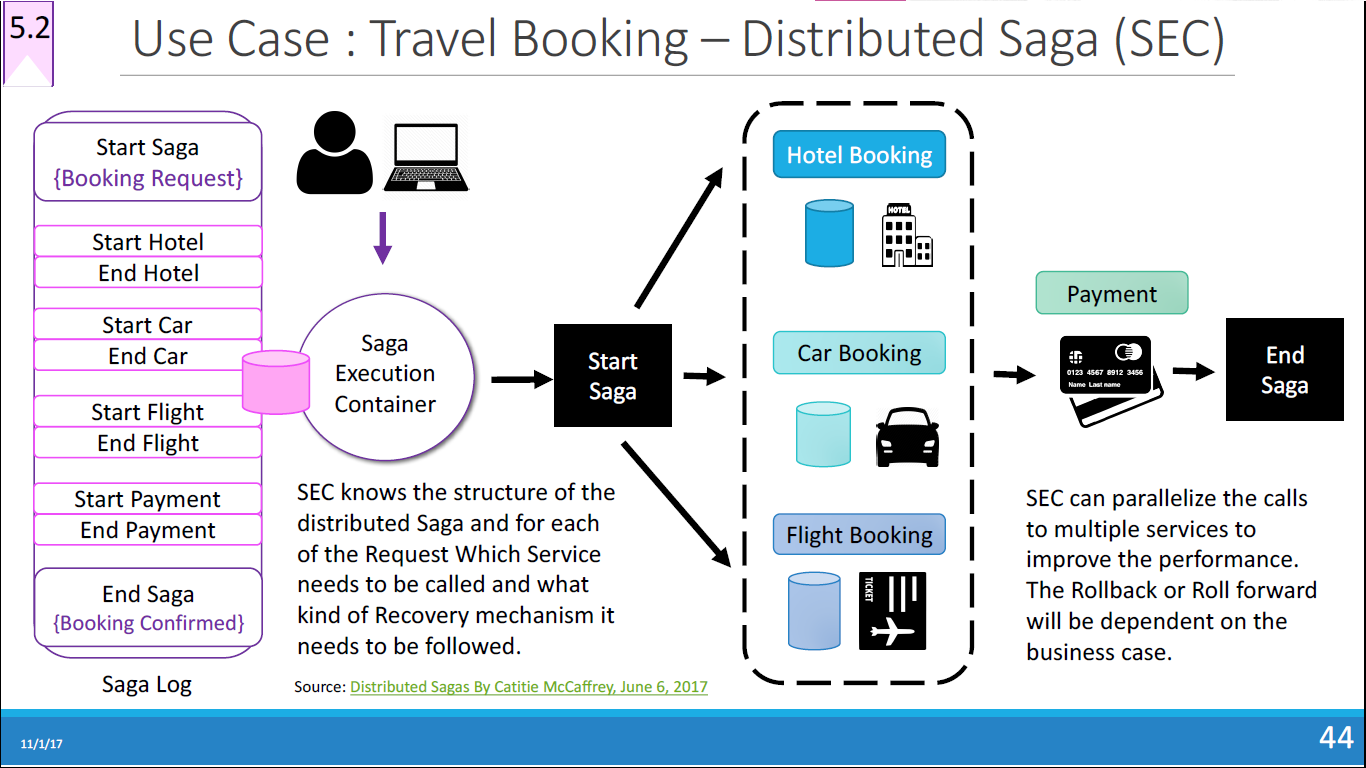 5.2
Use Case : Travel Booking – Distributed Saga (SEC)
Start Saga
{Booking Request}
Start Hotel
End Hotel
Start Car
End Car
Start Flight
End Flight
Start Payment
End Payment
End Saga
{Booking Confirmed}
Saga Log
Saga
Execution
Container
SEC knows the structure of the
distributed Saga and for each
of the Request Which Service
needs to be called and what
kind of Recovery mechanism it
needs to be followed.
Source: Distributed Sagas By Catitie McCaffrey, June 6, 2017
Start
Saga
Hotel Booking
HOTEL
Car Booking
Flight Booking
TICKET
Payment
0123 4567 8912 3456
Name Last name
End
Saga
SEC can parallelize the calls
to multiple services to
improve the performance.
The Rollback or Roll forward
will be dependent on the
business case.
11/1/17
44